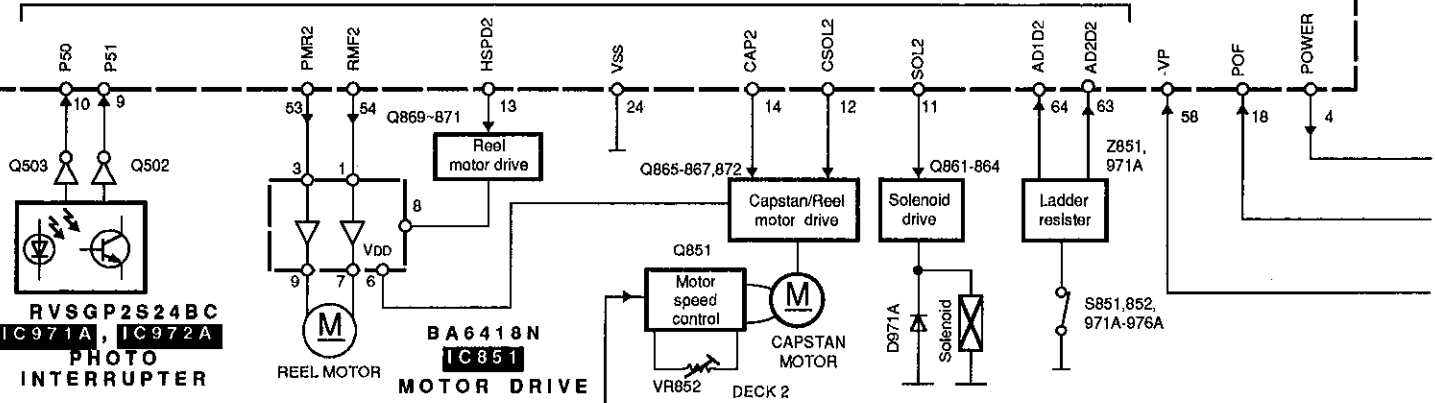 P50
P51
PMR2
RMF2
HSPD2
VSS
CAP2
CSOL2
SOL2
AD1D2
AD2D2
-VP
POF
POWER
10
9
53
54
13
24
14
12
11
64
63
58
18
4
Q503
Q502
Q869~871
Reel
motor drive
Q865-867,872
Q861-864
Z851,
971A
3
1
8
VDD
9
7
6
Capstan/Reel
motor drive
Solenoid
drive
Ladder
resister
Q851
Motor
speed
control
M
CAPSTAN
MOTOR
VR852
DECK 2
D971A
Solenoid
S851,852,
971A-976A
RVSGP2S24BC
IC971A, IC972A
PHOTO
INTERRUPTER
M
REEL MOTOR
BA6418N
IC851
MOTOR DRIVE